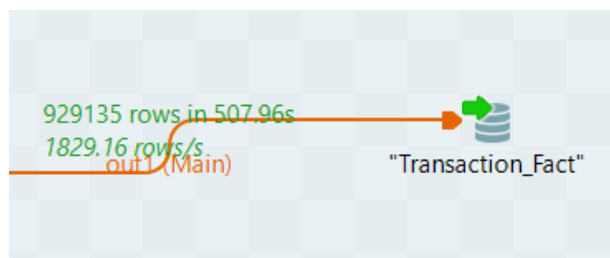 929135 rows in 507.96s
1829.16 rows/s
out1 (Main)
"Transaction_Fact"